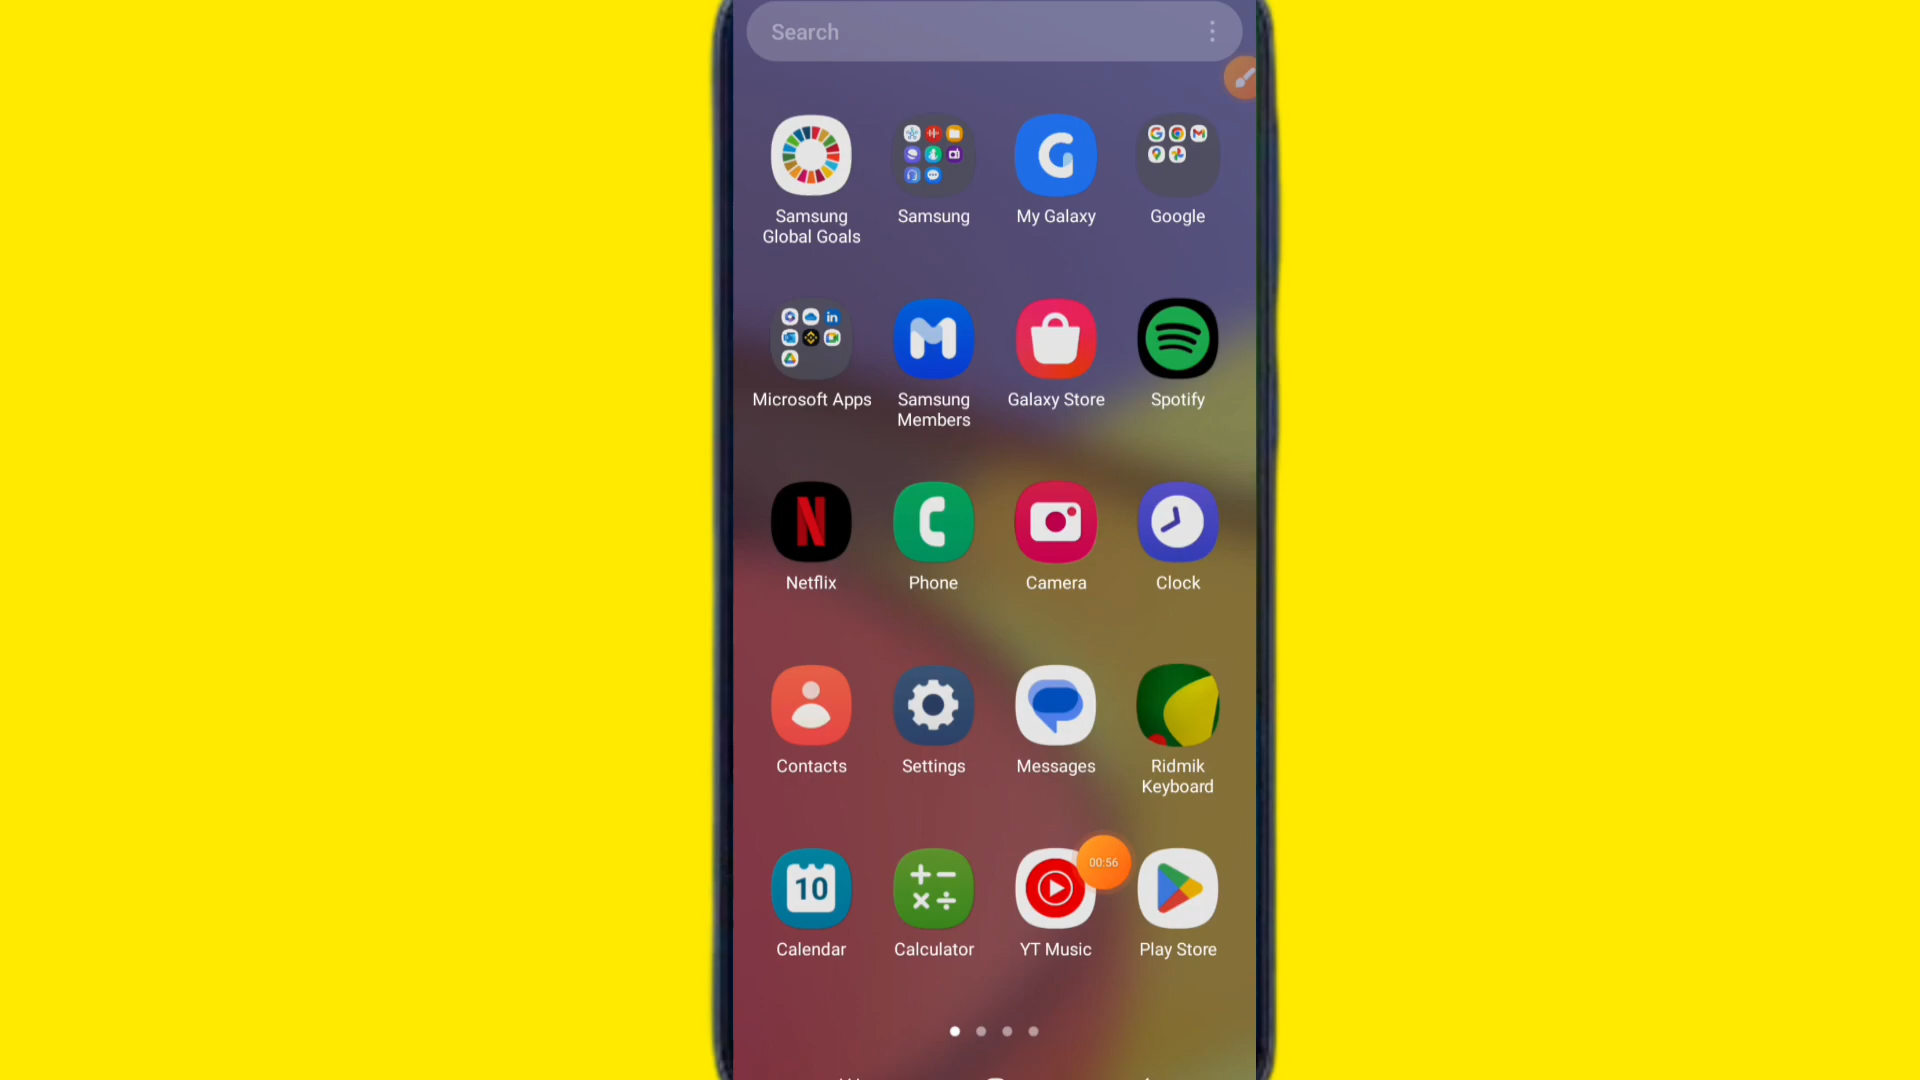 Search
Samsung
Global Goals
Samsung
My Galaxy
Google
Microsoft Apps
Samsung
Members
Galaxy Store
Spotify
Netflix
Phone
Camera
Clock
Contacts
Settings
Messages
Ridmik
Keyboard
10
00:56
Calendar
Calculator
YT Music
Play Store